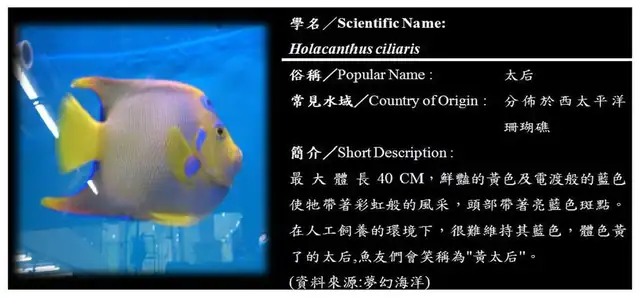 學名／Scientific Name:
Holacanthus ciliaris
俗稱／Popular Name : 太后
常見水域／Country of Origin : 分佈於西太平洋
珊瑚礁
簡介／Short Description :
最大體長40 CM，鮮豔的黃色及電渡般的藍色
使牠帶著彩虹般的風采，頭部帶著亮藍色斑點。
在人工飼養的環境下，很難維持其藍色，體色黃
了的太后,魚友們會笑稱為"黃太后"。
(資料來源:夢幻海洋)